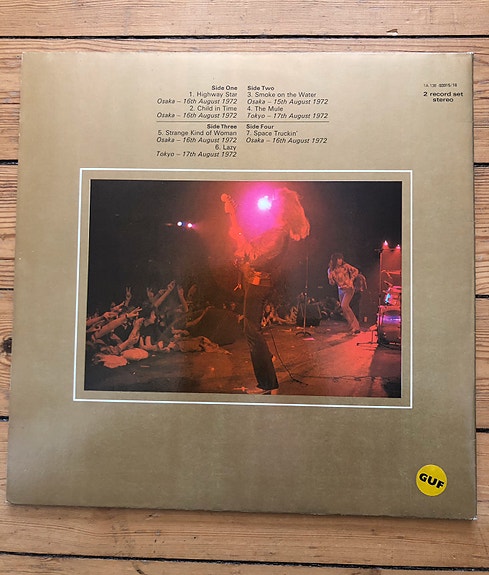 Side One
1. Highway Star
Osaka – 16th August 1972
2. Child in Time
Osaka – 16th August 1972
Side Two
3. Smoke on the Water
Osaka – 15th August 1972
4. The Mule
Tokyo – 17th August 1972
Side Three
5. Strange Kind of Woman
Osaka – 16th August 1972
6. Lazy
Tokyo – 17th August 1972
Side Four
7. Space Truckin'
Osaka – 16th August 1972
2 record set
stereo
GUF